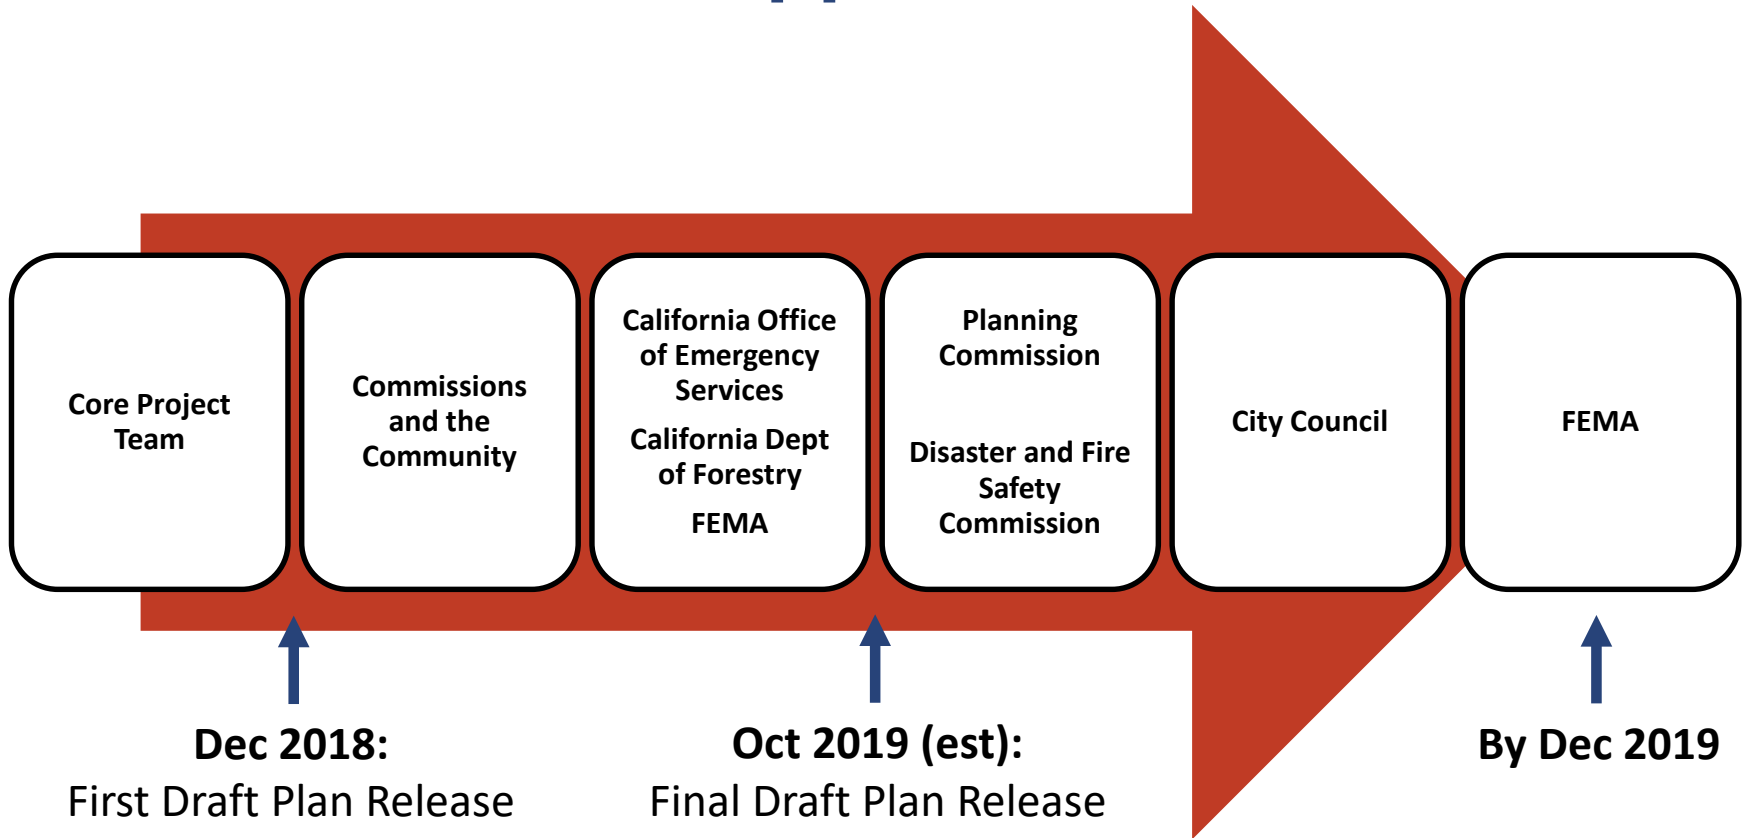 Core Project
Team
Commissions
and the
Community
California Office
of Emergency
Services
California Dept
of Forestry
FEMA
Planning
Commission
Disaster and Fire
Safety
Commission
City Council
FEMA
Dec 2018:
First Draft Plan Release
Oct 2019 (est):
Final Draft Plan Release
By Dec 2019